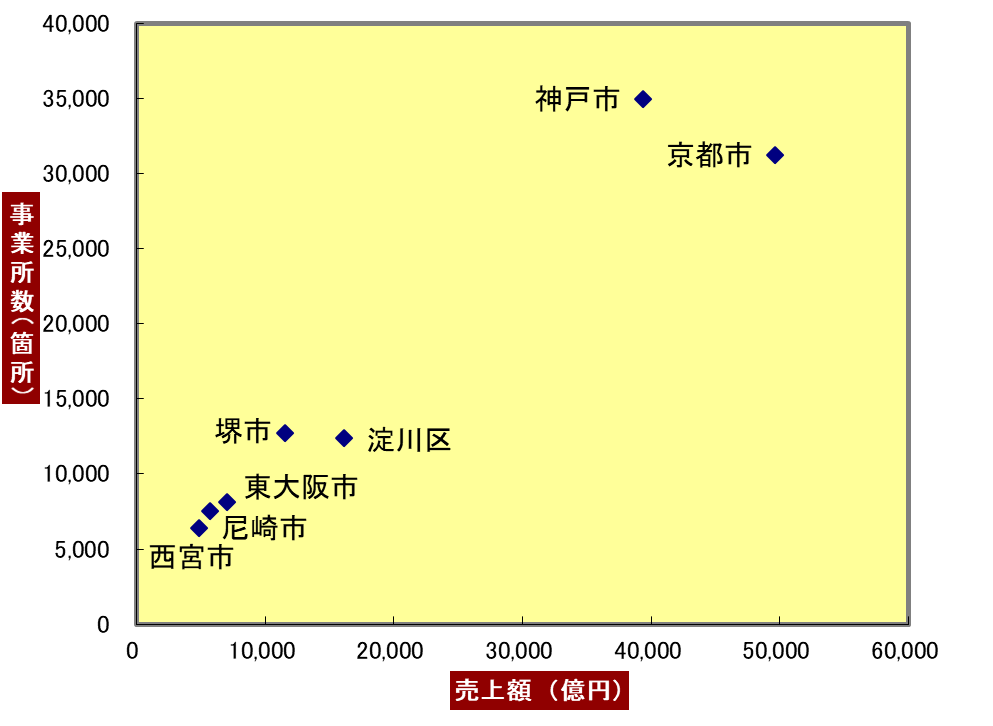 40,000
35,000
30,000
25,000
20,000
15,000
10,000
5,000
0
事業所数(箇所)
神戸市
京都市
堺市
淀川区
東大阪市
尼崎市
西宮市
0
10,000
20,000
30,000
40,000
50,000
60,000
売上額（億円）